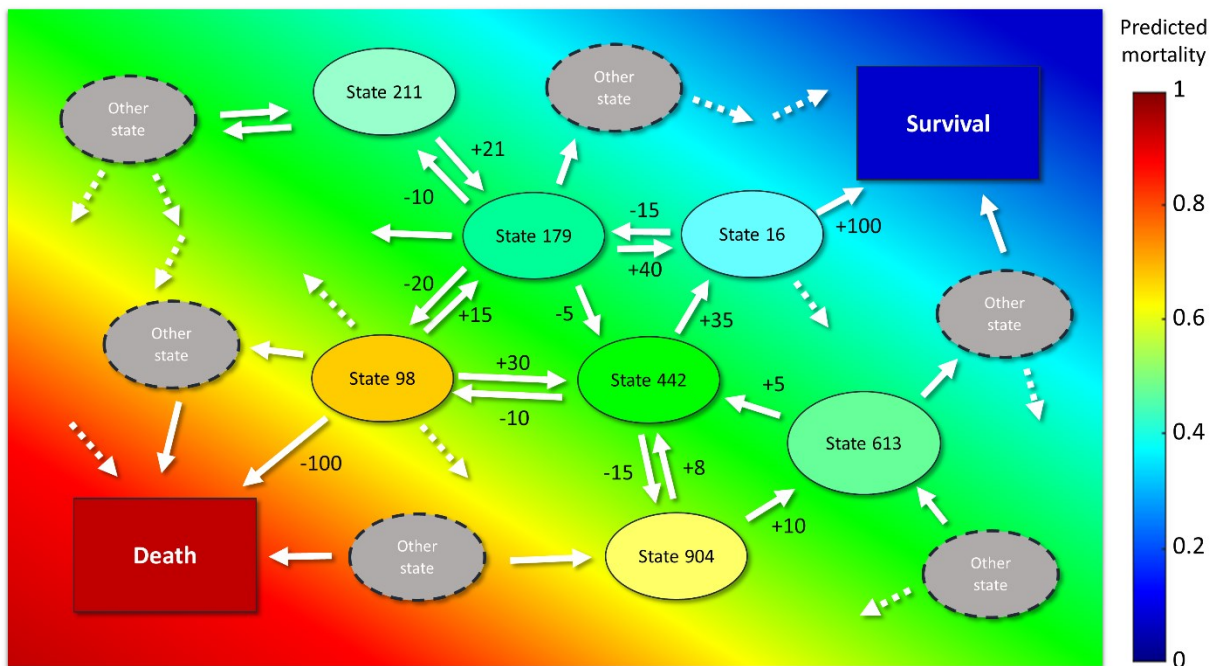 Predicted
mortality
1
0.8
0.6
0.4
0.2
0
Other
state
State 211
Other
state
Survival
+21
-10
State 179
-15
+40
State 16
+100
-20
+15
-5
+35
Other
state
Other
state
State 98
+30
-10
State 442
+5
State 613
-100
-15
+8
+10
Death
Other
state
State 904
Other
state